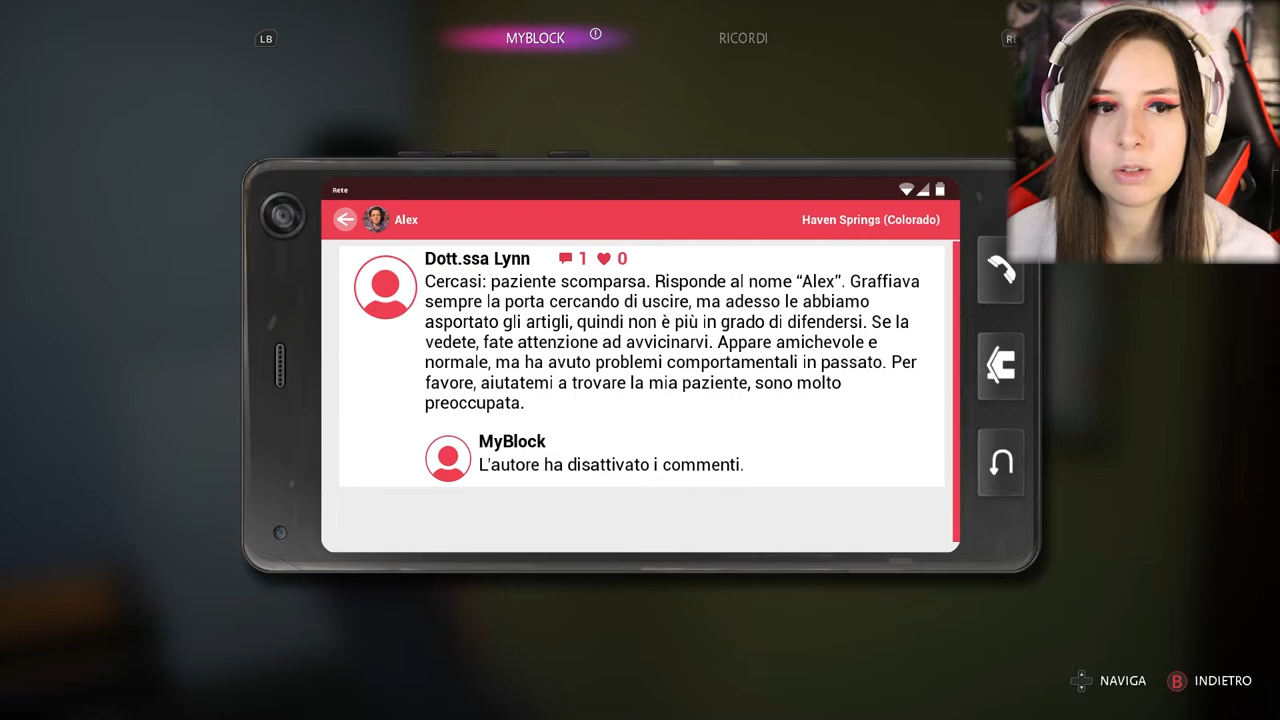 LB
MYBLOCK
RICORDI
Rete
Alex
Haven Springs (Colorado)
Dott.ssa Lynn 1 0
Cercasi: paziente scomparsa. Risponde al nome “Alex”. Graffiava
sempre la porta cercando di uscire, ma adesso le abbiamo
asportato gli artigli, quindi non è più in grado di difendersi. Se la
vedete, fate attenzione ad avvicinarvi. Appare amichevole e
normale, ma ha avuto problemi comportamentali in passato. Per
favore, aiutatemi a trovare la mia paziente, sono molto
preoccupata.
MyBlock
L'autore ha disattivato i commenti.
NAVIGA
B INDIETRO